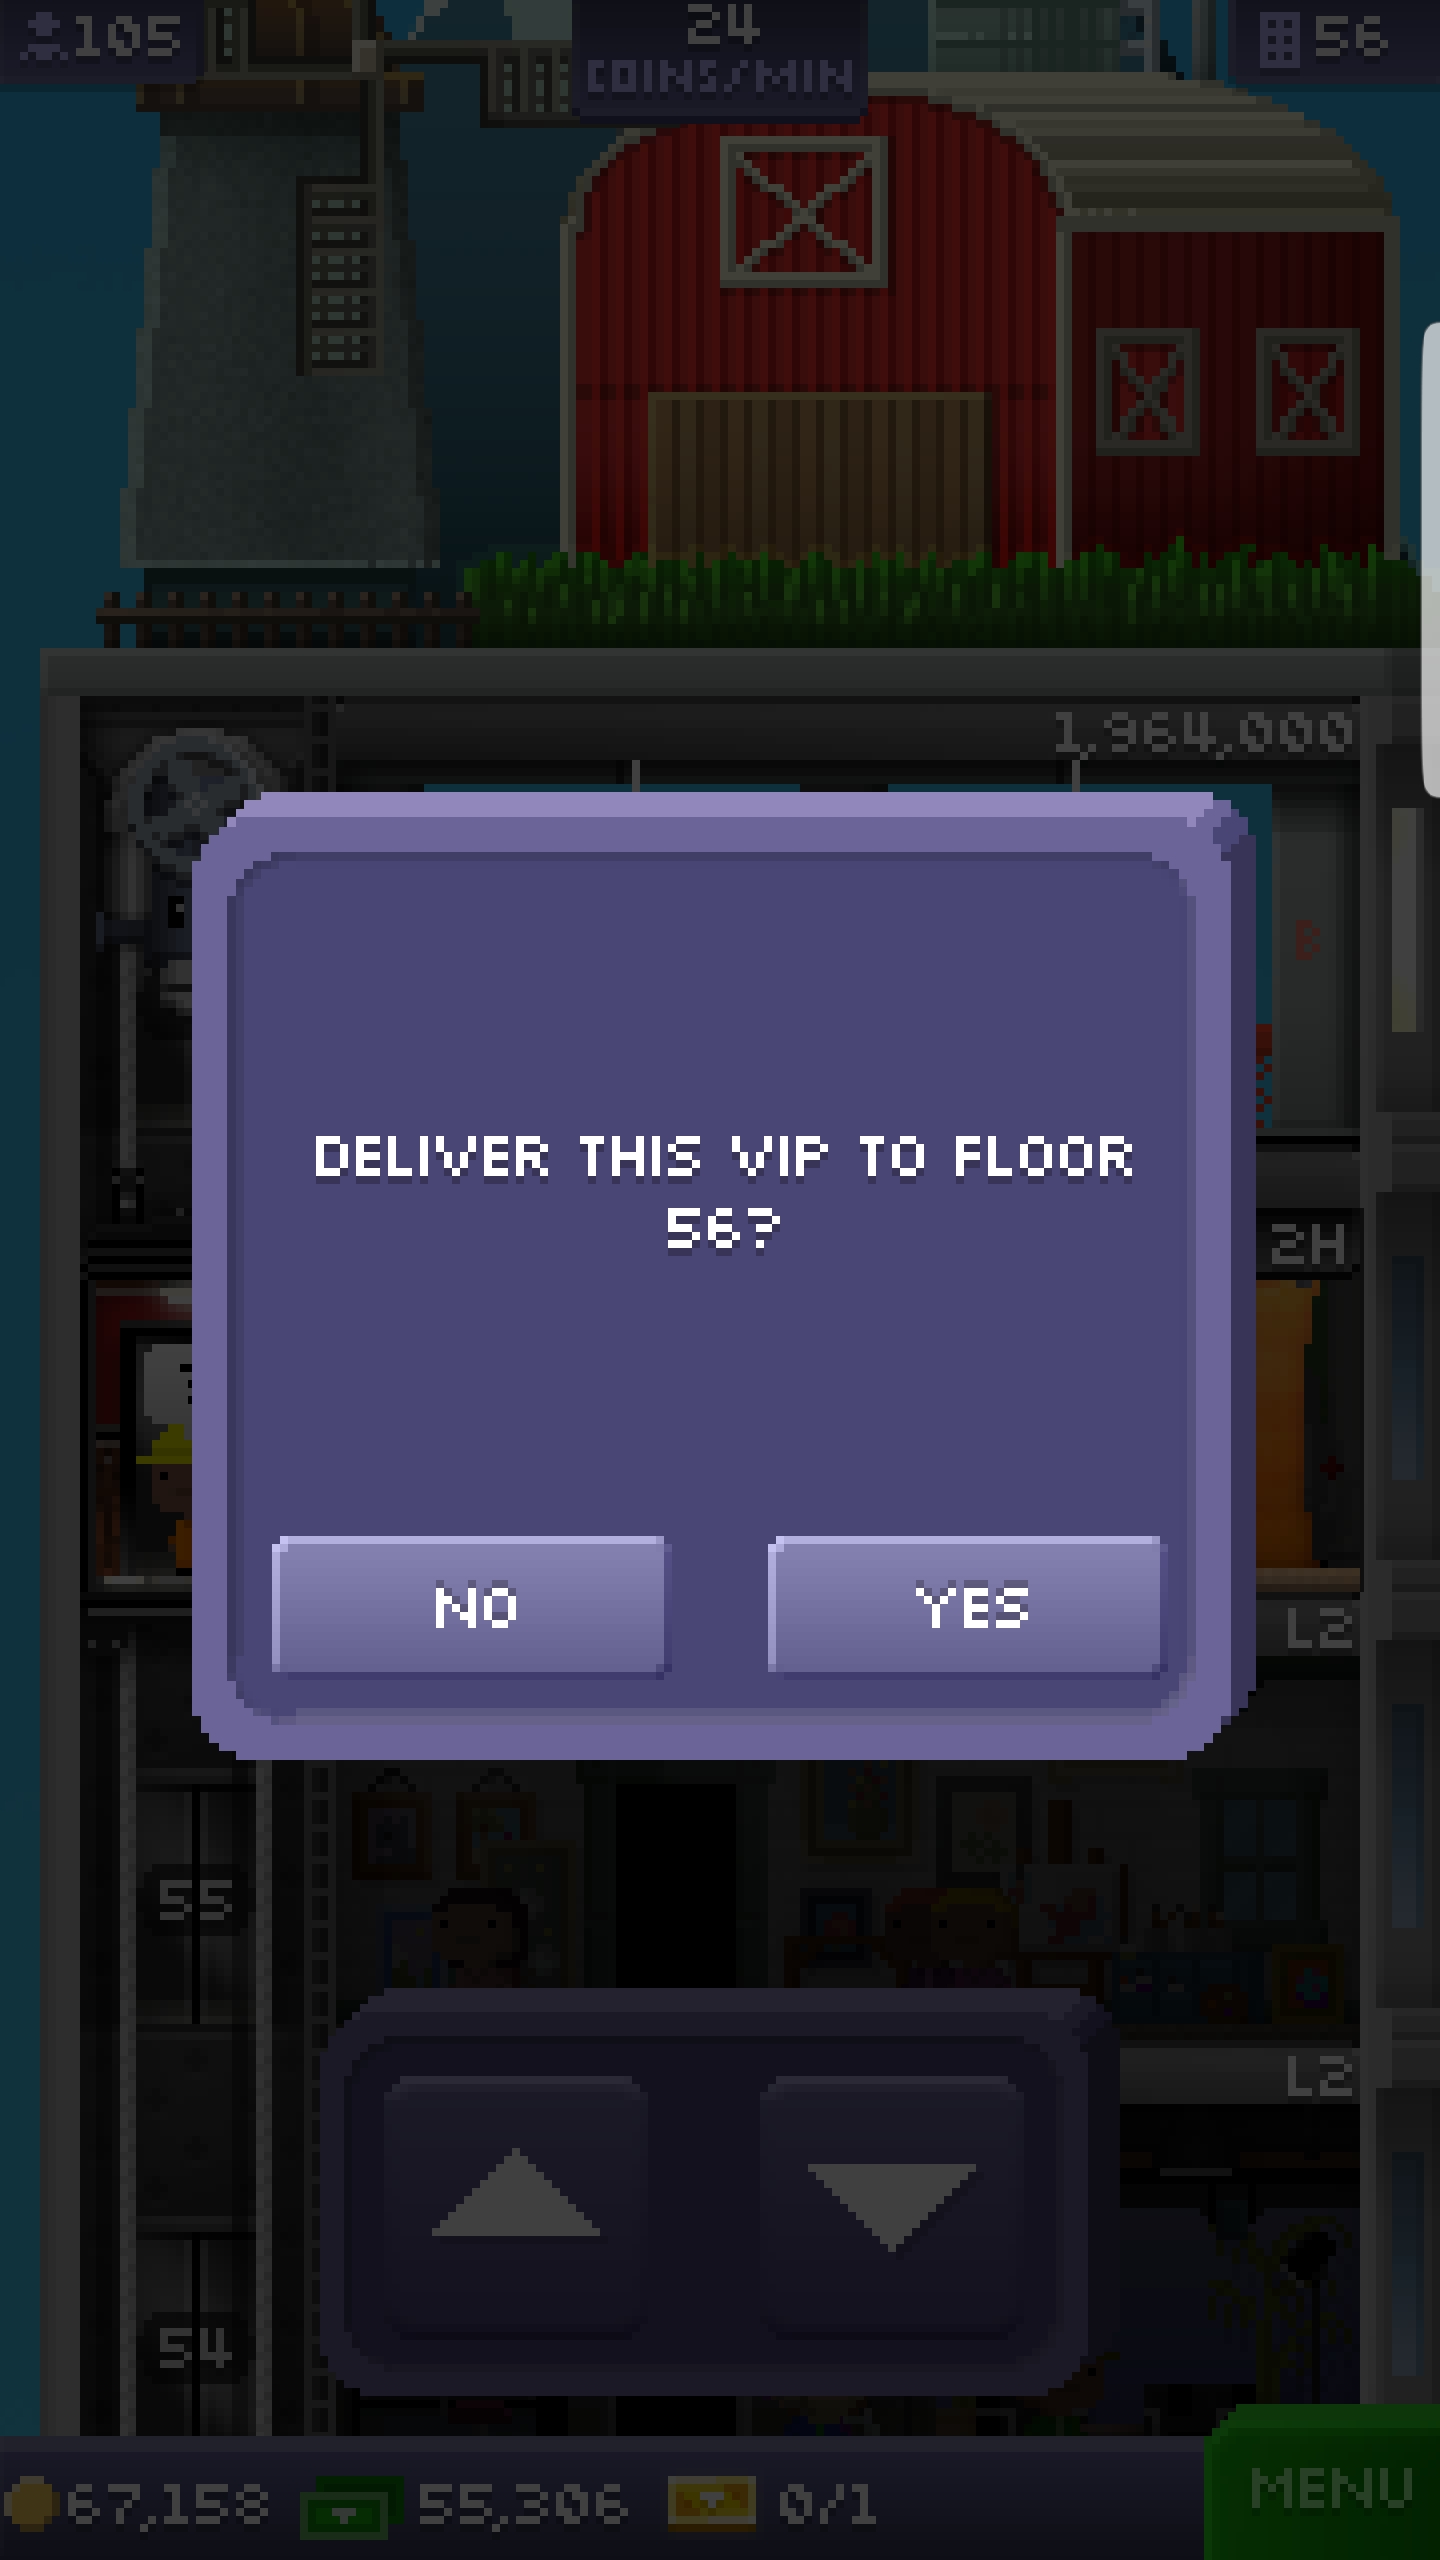 105
24
COINS/MIN
56
1,964,000
B
DELIVER THIS VIP TO FLOOR
56?
2H
NO
YES
L2
55
L2
54
67,158
55,306
0/1
MENU